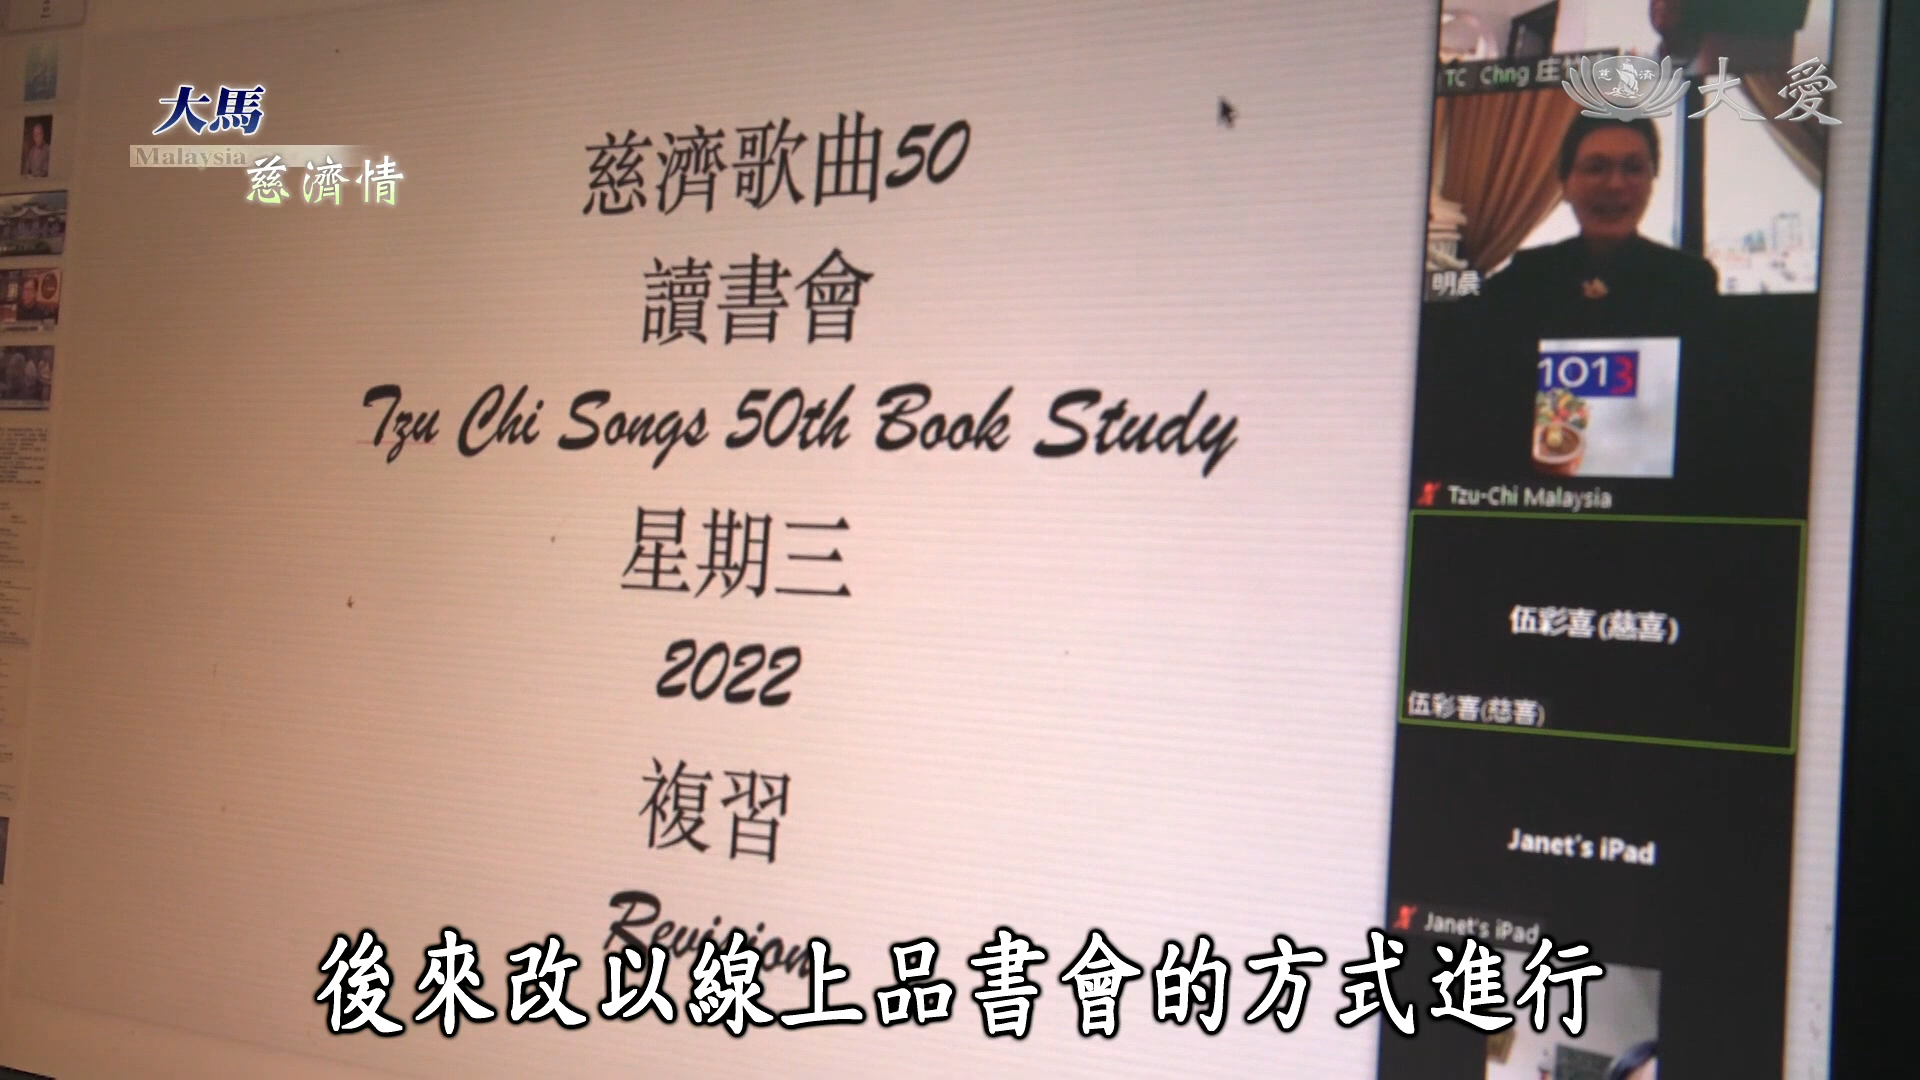 大馬
Malaysia
慈濟情
慈濟歌曲50
讀書會
Tzu Chi Songs 50th Book Study
星期三
2022
複習
Revision
TC Chng 庄
慈濟
大愛
明晨
1013
Tzu-Chi Malaysia
伍彩喜(慈喜)
伍彩喜(慈喜)
Janet's iPad
Janet's iPad
後來改以線上品書會的方式進行